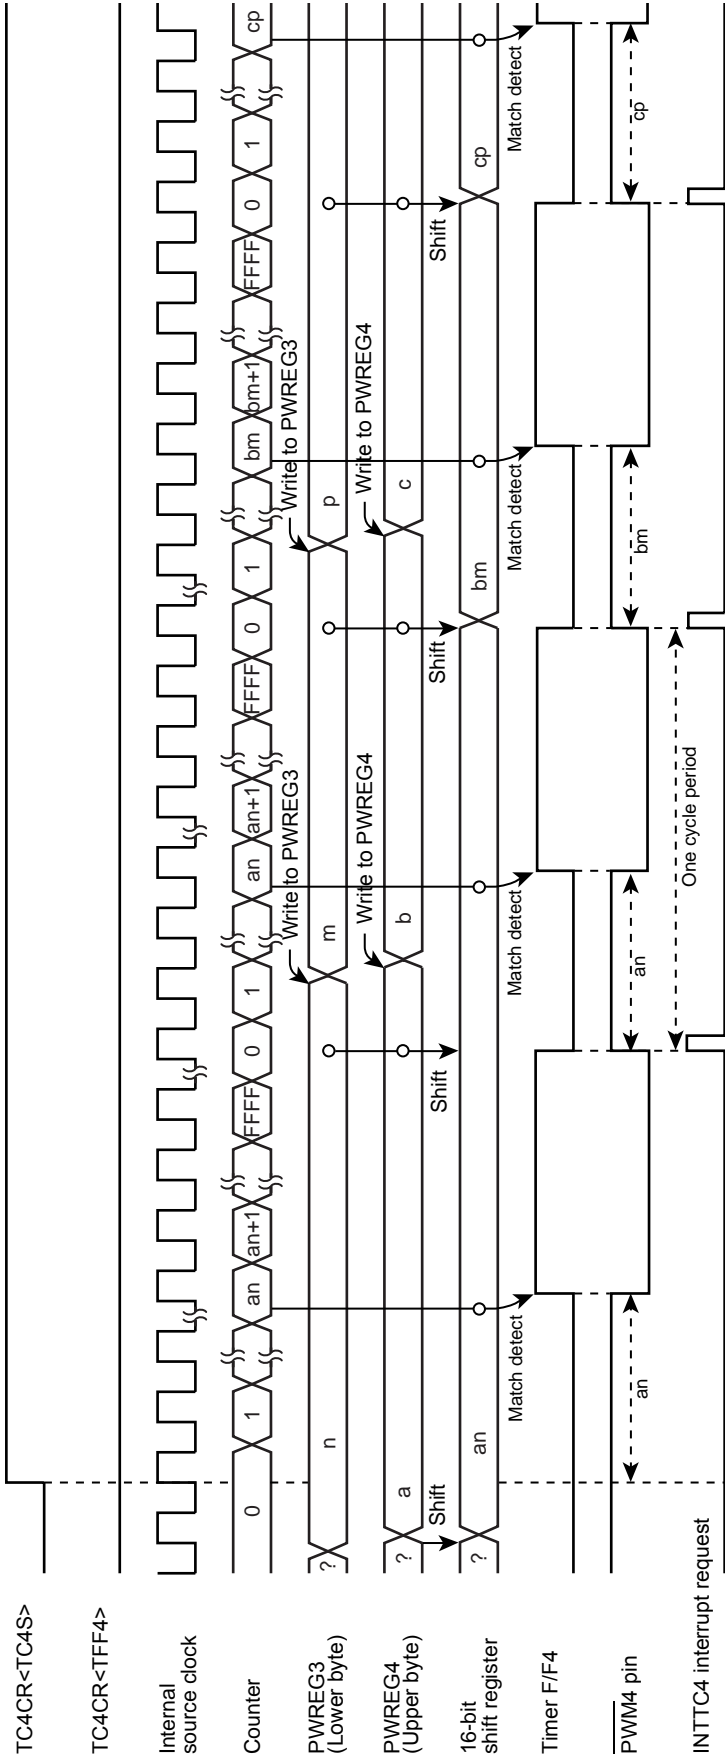 TC4CR<TC4S>
TC4CR<TFF4>
Internal
source clock
Counter
0 1 an an+1 FFFF 0 1 an an+1 FFFF 0 1 bm bm+1 FFFF 0 1 cp
Write to PWREG3
Write to PWREG3
PWREG3
(Lower byte)
? n m p
Write to PWREG4
Write to PWREG4
PWREG4
(Upper byte)
? a b c
Shift
Shift
Shift
Shift
16-bit
shift register
? an bm cp
Match detect
Match detect
Match detect
Match detect
Timer F/F4
PWM4 pin
an an bm cp
One cycle period
INTTC4 interrupt request